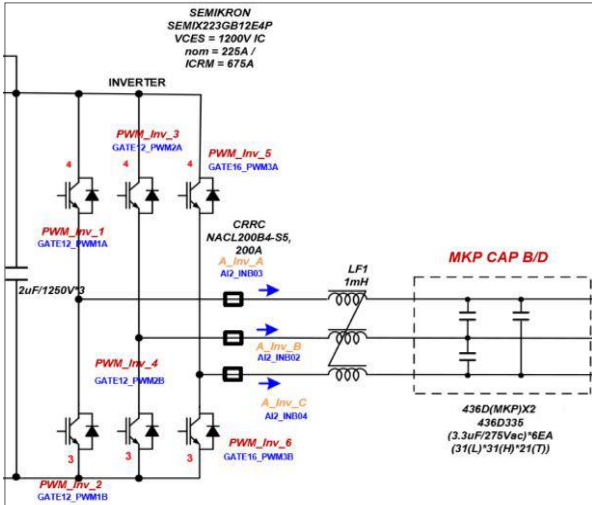 SEMIKRON
SEMIX223GB12E4P
VCES = 1200V IC
nom = 225A /
ICRM = 675A
INVERTER
PWM_Inv_3
GATE12_PWM2A
PWM_Inv_5
GATE16_PWM3A
4
4
4
PWM_Inv_1
GATE12_PWM1A
CRRC
NACL200B4-S5,
200A
A_Inv_A
AI2_INB03
LF1
1mH
MKP CAP B/D
2uF/1250V*3
A_Inv_B
AI2_INB02
PWM_Inv_4
GATE12_PWM2B
A_Inv_C
AI2_INB04
436D(MKP)X2
436D335
(3.3uF/275Vac)*6EA
(31(L)*31(H)*21(T))
PWM_Inv_6
GATE16_PWM3B
3
3
3
PWM_Inv_2
GATE12_PWM1B